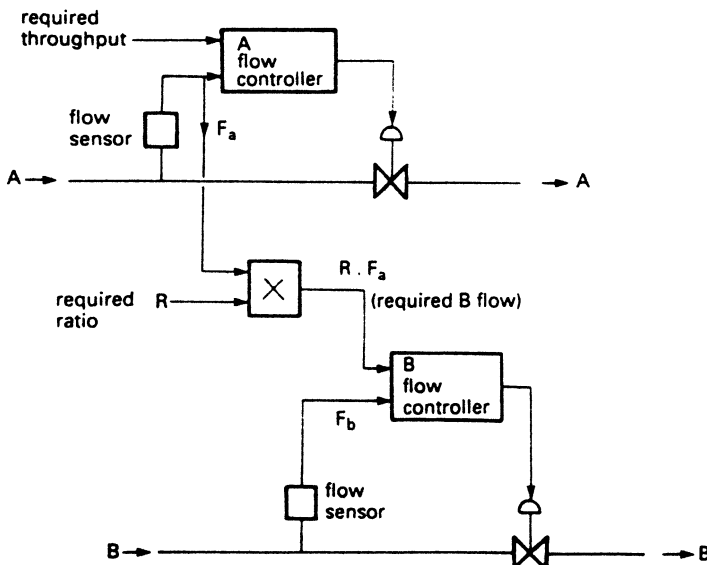 required
throughput
A
flow
controller
flow
sensor
Fa
A
A
R . Fa
(required B flow)
required
ratio
R
×
B
flow
controller
Fb
flow
sensor
B
B